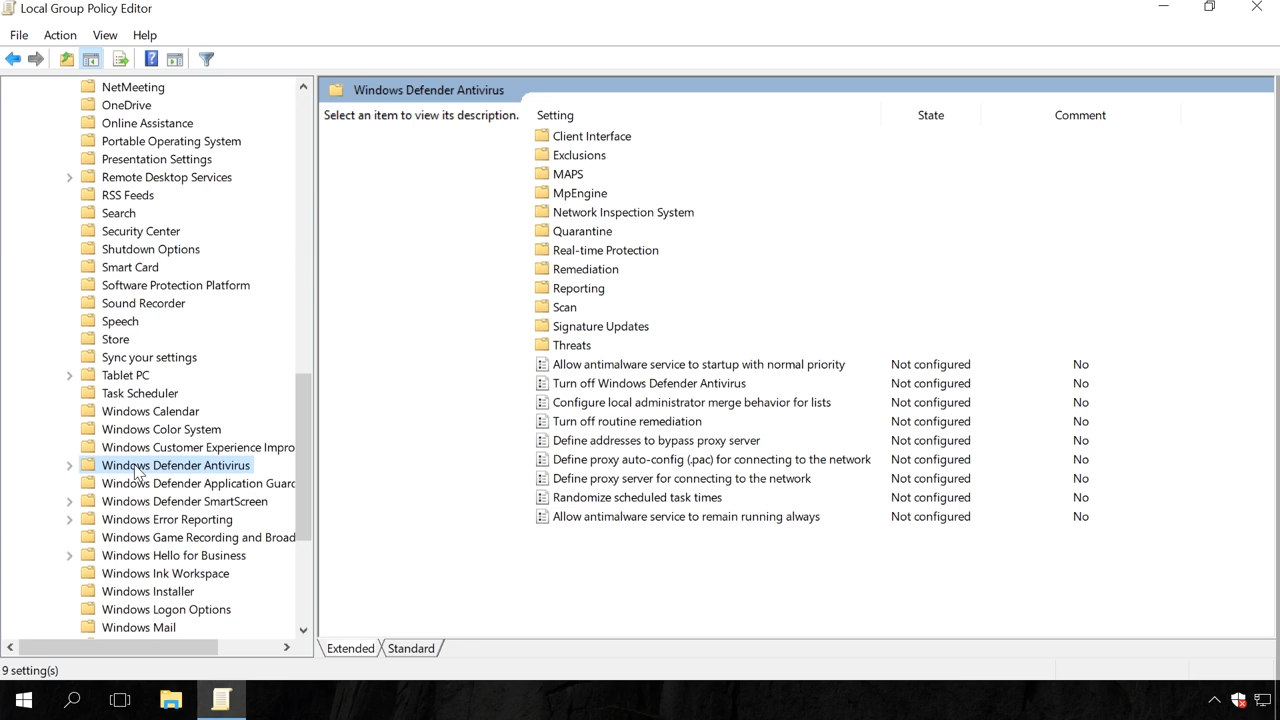 Local Group Policy Editor
File Action View Help
NetMeeting
OneDrive
Online Assistance
Portable Operating System
Presentation Settings
Remote Desktop Services
RSS Feeds
Search
Security Center
Shutdown Options
Smart Card
Software Protection Platform
Sound Recorder
Speech
Store
Sync your settings
Tablet PC
Task Scheduler
Windows Calendar
Windows Color System
Windows Customer Experience Impro
Windows Defender Antivirus
Windows Defender Application Guarc
Windows Defender SmartScreen
Windows Error Reporting
Windows Game Recording and Broad
Windows Hello for Business
Windows Ink Workspace
Windows Installer
Windows Logon Options
Windows Mail
Windows Defender Antivirus
Select an item to view its description.
Setting State Comment
Client Interface
Exclusions
MAPS
MpEngine
Network Inspection System
Quarantine
Real-time Protection
Remediation
Reporting
Scan
Signature Updates
Threats
Allow antimalware service to startup with normal priority Not configured No
Turn off Windows Defender Antivirus Not configured No
Configure local administrator merge behavior for lists Not configured No
Turn off routine remediation Not configured No
Define addresses to bypass proxy server Not configured No
Define proxy auto-config (.pac) for connecting to the network Not configured No
Define proxy server for connecting to the network Not configured No
Randomize scheduled task times Not configured No
Allow antimalware service to remain running always Not configured No
Extended Standard
9 setting(s)